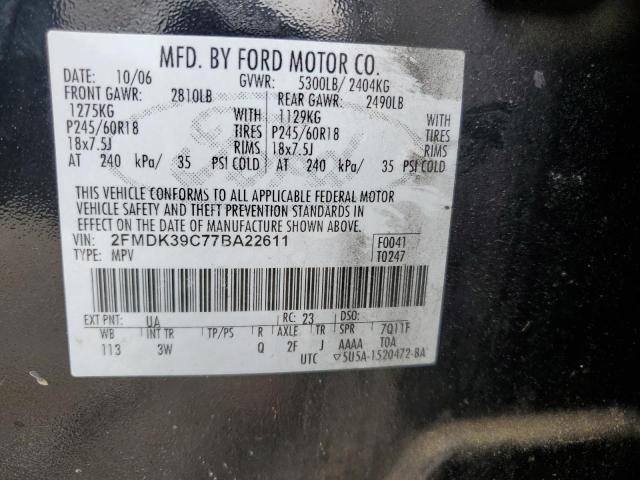 MFD. BY FORD MOTOR CO.
DATE: 10/06 GVWR: 5300LB/ 2404KG
FRONT GAWR: 2810LB REAR GAWR: 2490LB
1275KG WITH 1129KG WITH
P245/60R18 TIRES P245/60R18 TIRES
18x7.5J RIMS 18x7.5J RIMS
AT 240 kPa/ 35 PSI COLD AT 240 kPa/ 35 PSI COLD
THIS VEHICLE CONFORMS TO ALL APPLICABLE FEDERAL MOTOR
VEHICLE SAFETY AND THEFT PREVENTION STANDARDS IN
EFFECT ON THE DATE OF MANUFACTURE SHOWN ABOVE.
VIN: 2FMDK39C77BA22611 F0041
TYPE: MPV T0247
EXT PNT: UA RC: 23 DSO:
WB INT TR TP/PS R AXLE TR SPR 7Q11F
113 3W Q 2F J AAAA TOA
UTC ▽5U5A-1520472-BA